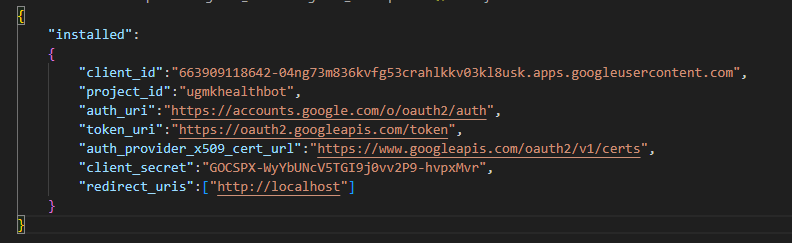 {
"installed":
{
"client_id":"663909118642-04ng73m836kvfg53crahlkkv03kl8usk.apps.googleusercontent.com",
"project_id":"ugmkhealthbot",
"auth_uri":"https://accounts.google.com/o/oauth2/auth",
"token_uri":"https://oauth2.googleapis.com/token",
"auth_provider_x509_cert_url":"https://www.googleapis.com/oauth2/v1/certs",
"client_secret":"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",
"redirect_uris":["http://localhost"]
}
}